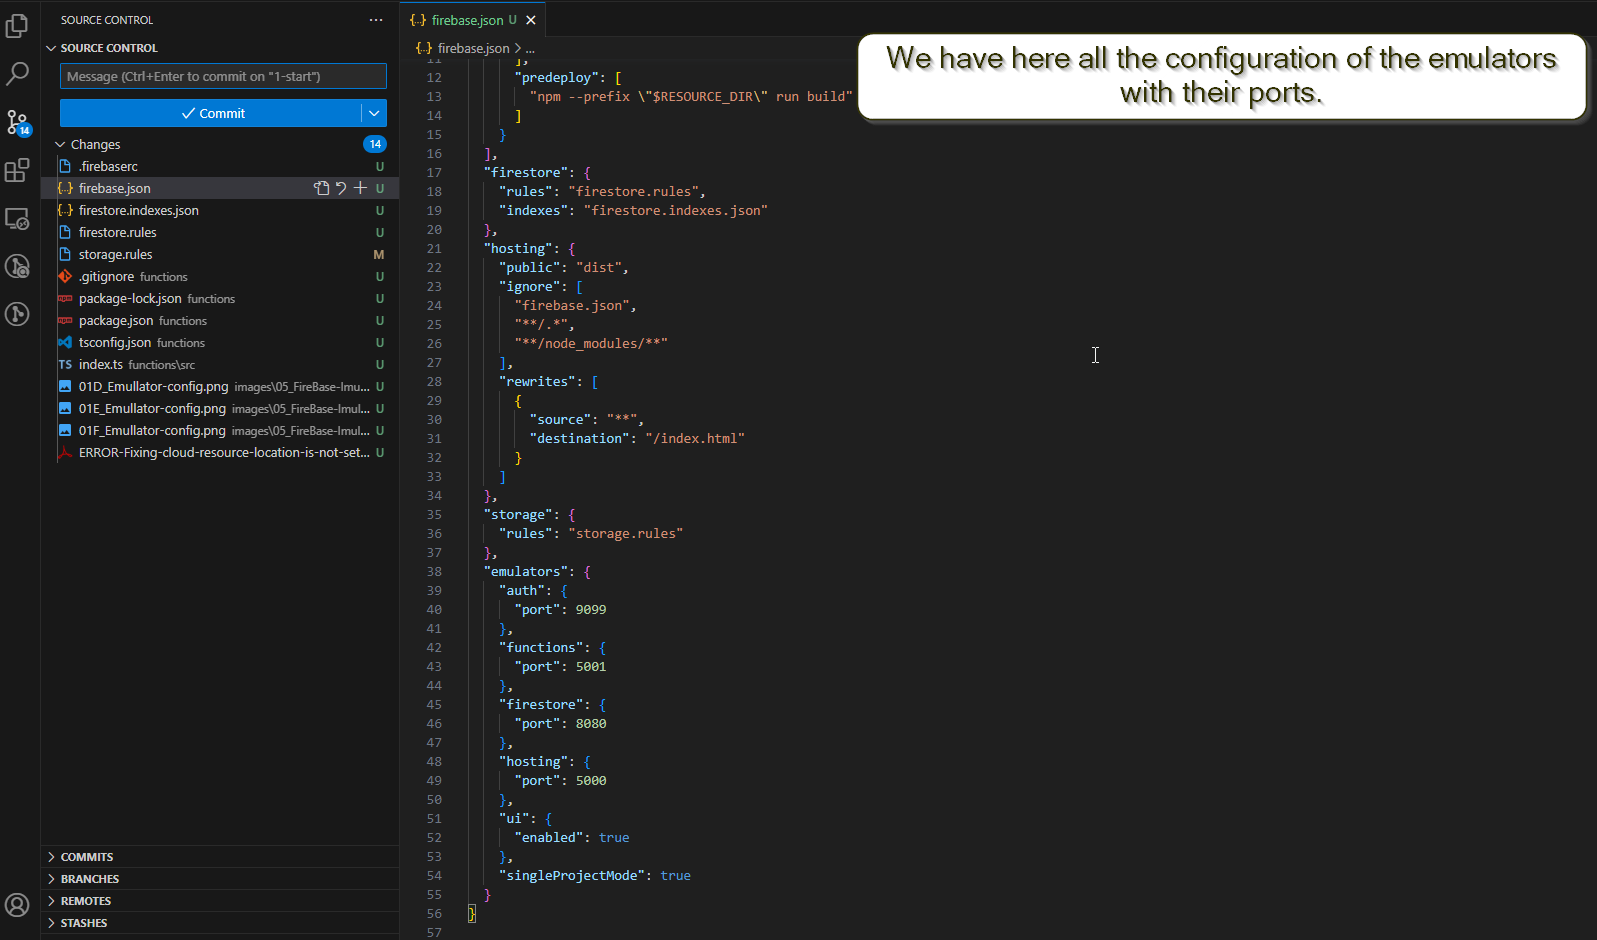 SOURCE CONTROL
SOURCE CONTROL
Message (Ctrl+Enter to commit on "1-start")
Commit
14
Changes 14
.firebaserc U
firebase.json U
firestore.indexes.json U
firestore.rules U
storage.rules M
.gitignore functions U
package-lock.json functions U
package.json functions U
tsconfig.json functions U
TS index.ts functions\src U
01D_Emullator-config.png images\05_FireBase-Imu... U
01E_Emullator-config.png images\05_FireBase-Imul... U
01F_Emullator-config.png images\05_FireBase-Imul... U
ERROR-Fixing-cloud-resource-location-is-not-set... U
COMMITS
BRANCHES
REMOTES
STASHES
{..} firebase.json U
{..} firebase.json > ...
We have here all the configuration of the emulators
with their ports.
11 ],
12 "predeploy": [
13 "npm --prefix \"$RESOURCE_DIR\" run build"
14 ]
15 }
16 ],
17 "firestore": {
18 "rules": "firestore.rules",
19 "indexes": "firestore.indexes.json"
20 },
21 "hosting": {
22 "public": "dist",
23 "ignore": [
24 "firebase.json",
25 "**/.*",
26 "**/node_modules/**"
27 ],
28 "rewrites": [
29 {
30 "source": "**",
31 "destination": "/index.html"
32 }
33 ]
34 },
35 "storage": {
36 "rules": "storage.rules"
37 },
38 "emulators": {
39 "auth": {
40 "port": 9099
41 },
42 "functions": {
43 "port": 5001
44 },
45 "firestore": {
46 "port": 8080
47 },
48 "hosting": {
49 "port": 5000
50 },
51 "ui": {
52 "enabled": true
53 },
54 "singleProjectMode": true
55 }
56 }
57